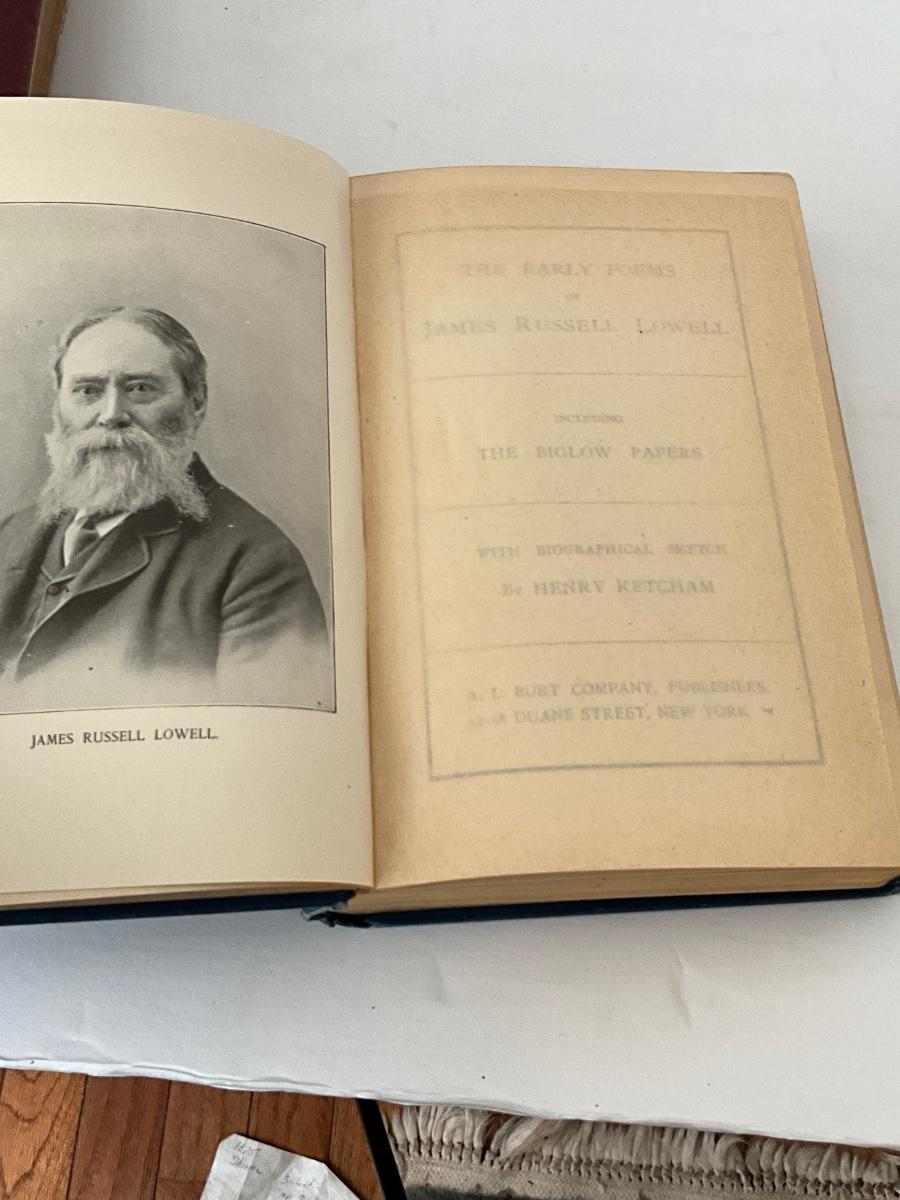 JAMES RUSSELL LOWELL.
THE EARLY POEMS
OF
JAMES RUSSELL LOWELL
INCLUDING
THE BIGLOW PAPERS
WITH BIOGRAPHICAL SKETCH
By HENRY KETCHAM
A. L. BURT COMPANY, PUBLISHERS,
DUANE STREET, NEW YORK